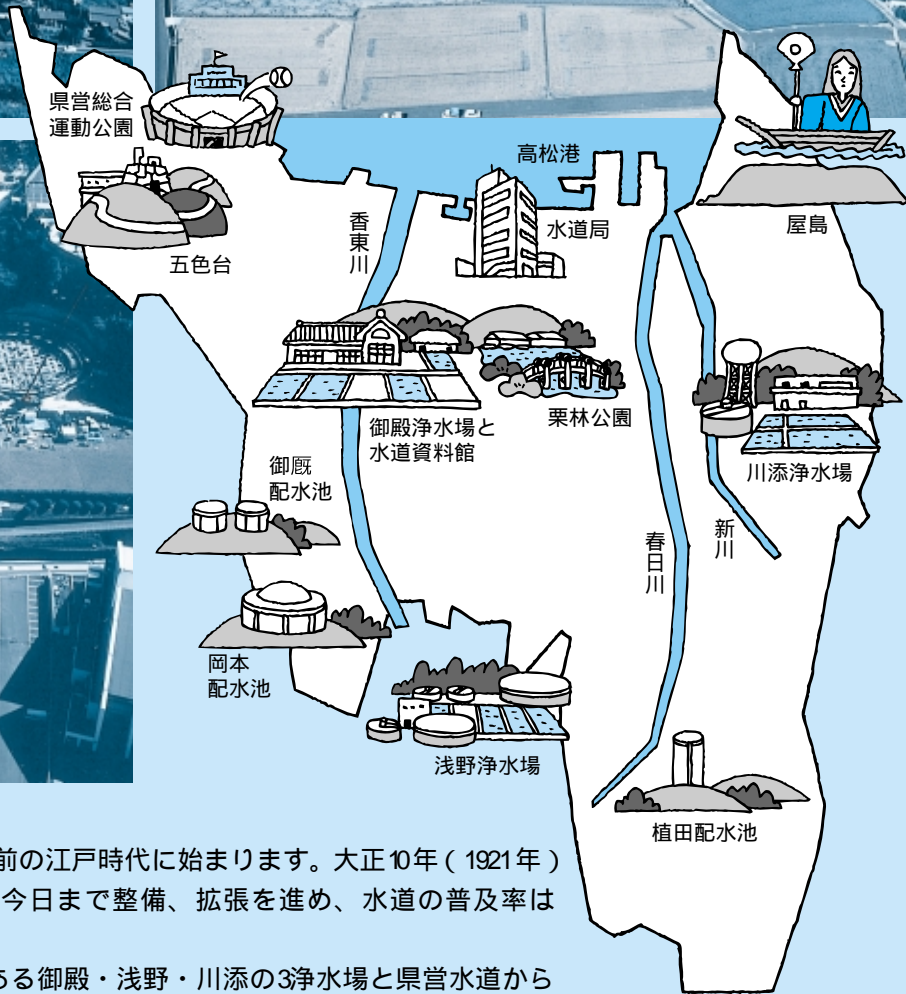 県営総合
運動公園
五色台
香東川
高松港
水道局
屋島
御殿浄水場と
水道資料館
栗林公園
川添浄水場
御厩
配水池
春日川
新川
岡本
配水池
浅野浄水場
植田配水池
前の江戸時代に始まります。大正10年（1921年）
今日まで整備、拡張を進め、水道の普及率は
ある御殿・浅野・川添の3浄水場と県営水道から